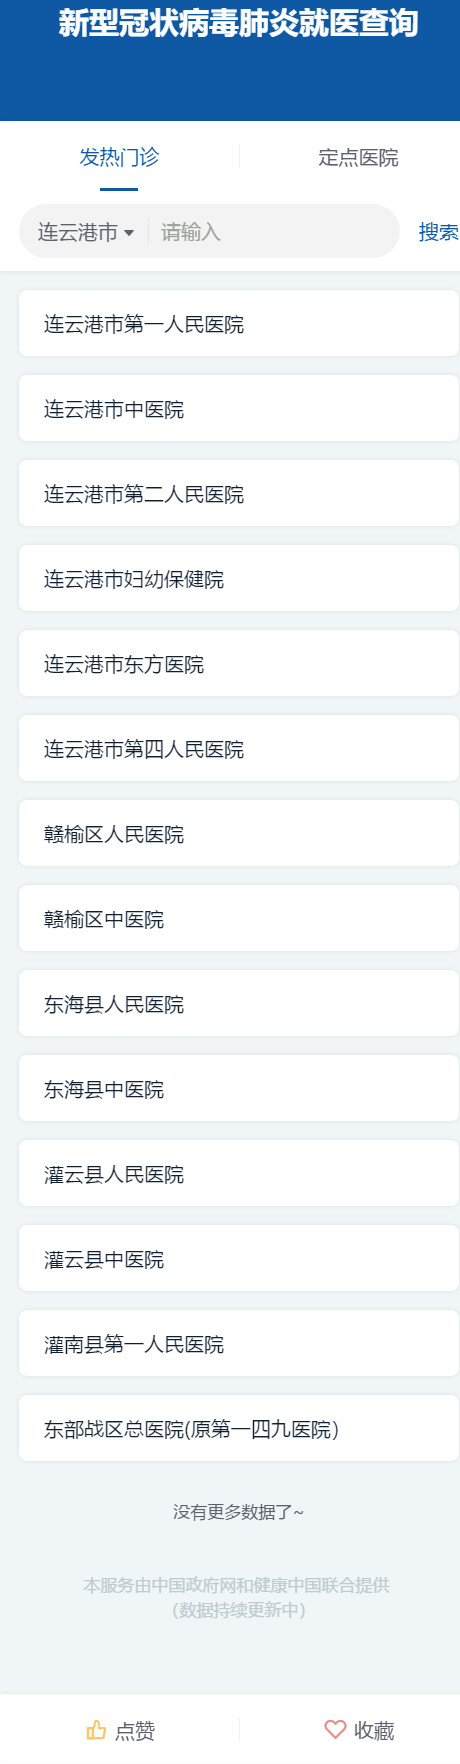 新型冠状病毒肺炎就医查询
发热门诊
定点医院
连云港市
请输入
搜索
连云港市第一人民医院
连云港市中医院
连云港市第二人民医院
连云港市妇幼保健院
连云港市东方医院
连云港市第四人民医院
赣榆区人民医院
赣榆区中医院
东海县人民医院
东海县中医院
灌云县人民医院
灌云县中医院
灌南县第一人民医院
东部战区总医院(原第一四九医院)
没有更多数据了~
本服务由中国政府网和健康中国联合提供
(数据持续更新中)
点赞
收藏